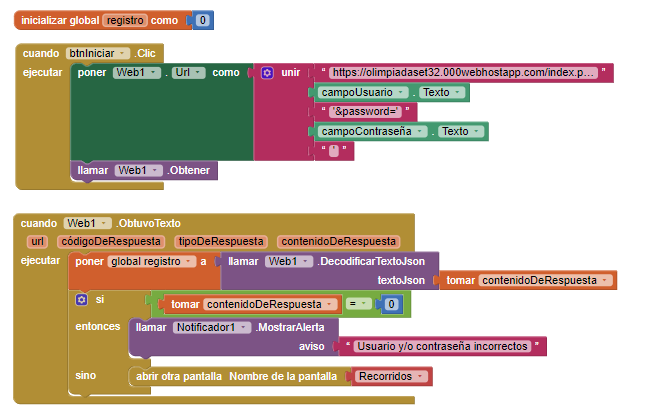 inicializar global registro como 0
cuando btnIniciar . Clic
ejecutar poner Web1 . Url como unir " https://olimpiadaset32.000webhostapp.com/index.p... "
campoUsuario . Texto
" '&password=' "
campoContraseña . Texto
" ' "
llamar Web1 .Obtener
cuando Web1 .ObtuvoTexto
url códigoDeRespuesta tipoDeRespuesta contenidoDeRespuesta
ejecutar poner global registro a llamar Web1 .DecodificarTextoJson
textoJson tomar contenidoDeRespuesta
si tomar contenidoDeRespuesta = 0
entonces llamar Notificador1 .MostrarAlerta
aviso " Usuario y/o contraseña incorrectos "
sino abrir otra pantalla Nombre de la pantalla Recorridos